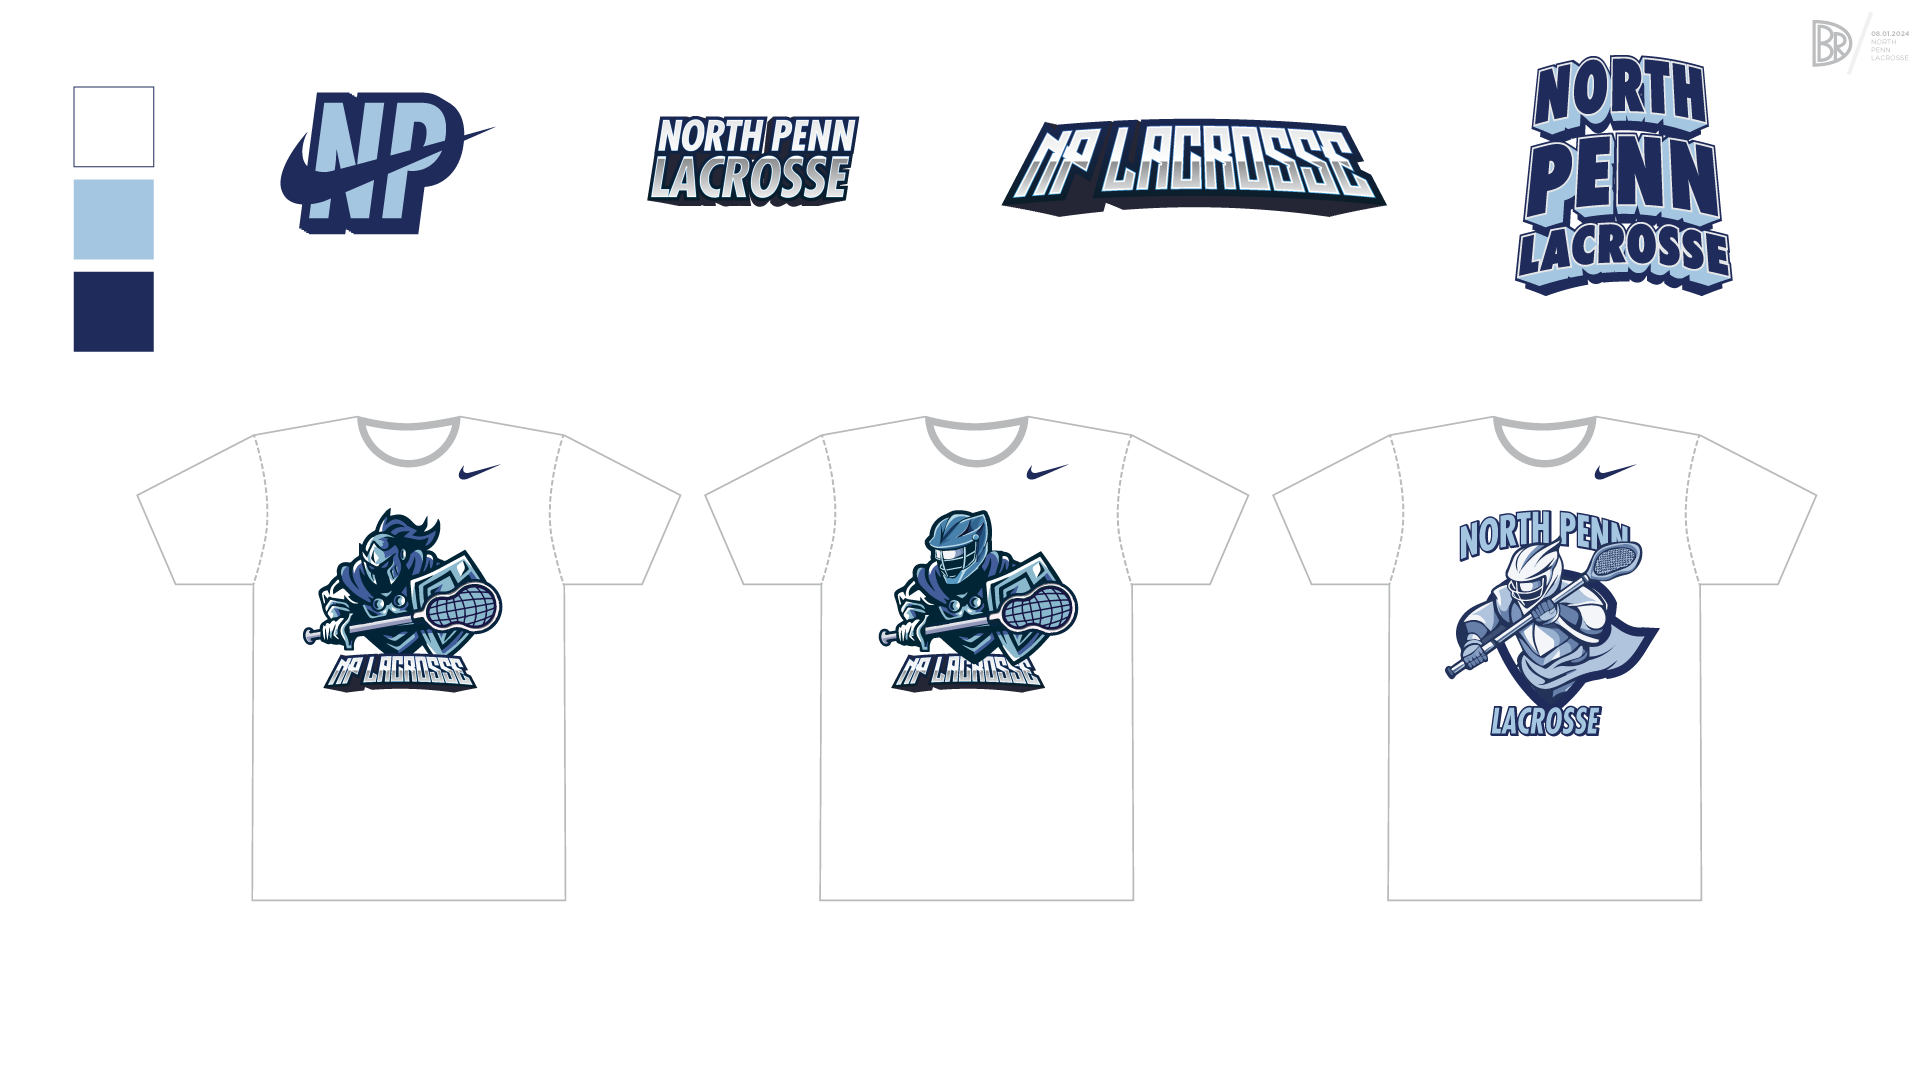 NP
NORTH PENN
LACROSSE
NP LACROSSE
NORTH
PENN
LACROSSE
BR
08.01.2024
NORTH
PENN
LACROSSE
NP LACROSSE
NP LACROSSE
NORTH PENN
LACROSSE